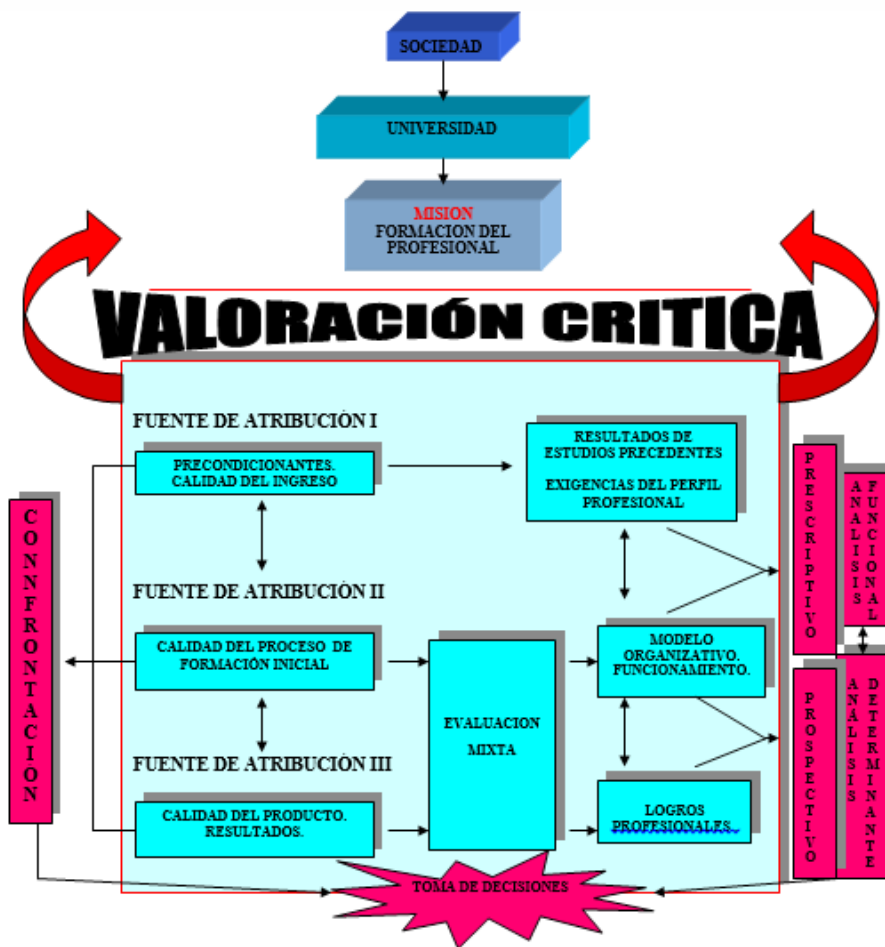 SOCIEDAD
UNIVERSIDAD
MISION
FORMACION DEL
PROFESIONAL
VALORACIÓN CRITICA
FUENTE DE ATRIBUCIÓN I
PRECONDICIONANTES.
CALIDAD DEL INGRESO
RESULTADOS DE
ESTUDIOS PRECEDENTES
EXIGENCIAS DEL PERFIL
PROFESIONAL
FUENTE DE ATRIBUCIÓN II
CALIDAD DEL PROCESO DE
FORMACIÓN INICIAL
EVALUACION
MIXTA
MODELO
ORGANIZATIVO.
FUNCIONAMIENTO.
FUENTE DE ATRIBUCIÓN III
CALIDAD DEL PRODUCTO.
RESULTADOS.
LOGROS
PROFESIONALES.
CONNFRONTACIÓN
PRESCRIPTIVO
ANALISIS
FUNCIONAL
PROSPECTIVO
ANÁLISIS
DETERMINANTE
TOMA DE DECISIONES